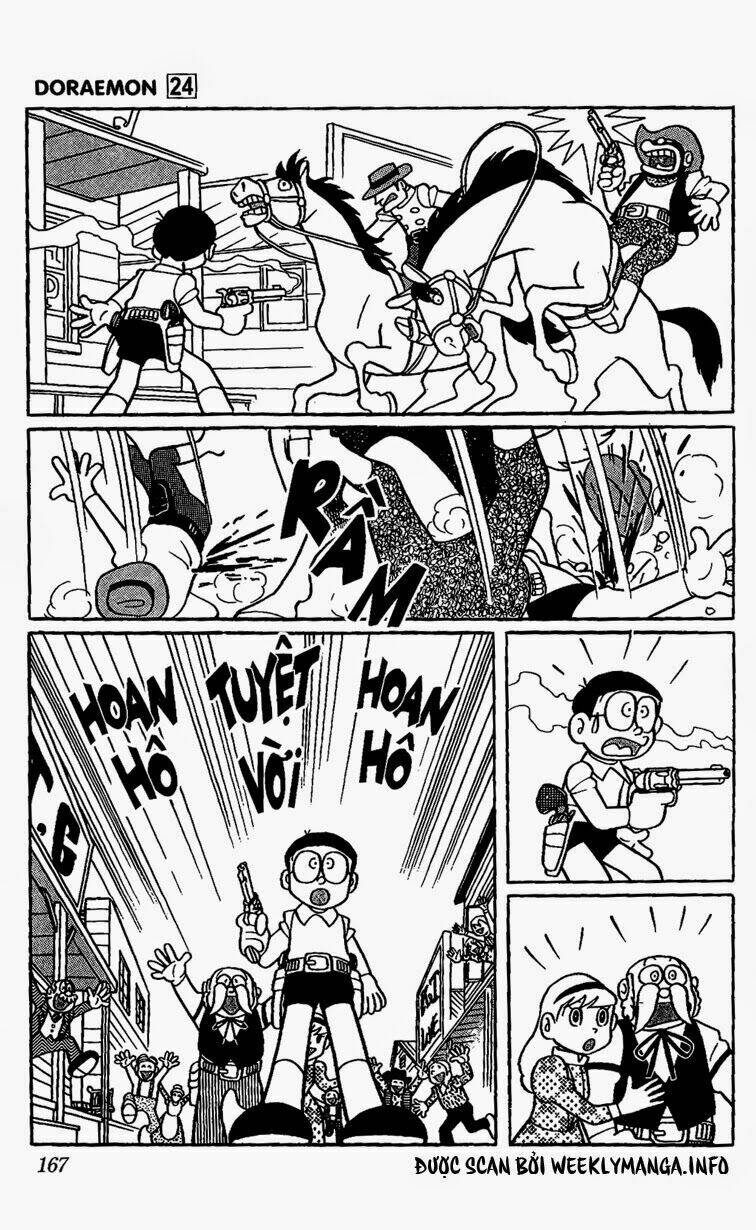 DORAEMON 24
RẦM
HOAN HÔ
TUYỆT VỜI
HOAN HÔ
167
ĐƯỢC SCAN BỞI WEEKLYMANGA.INFO